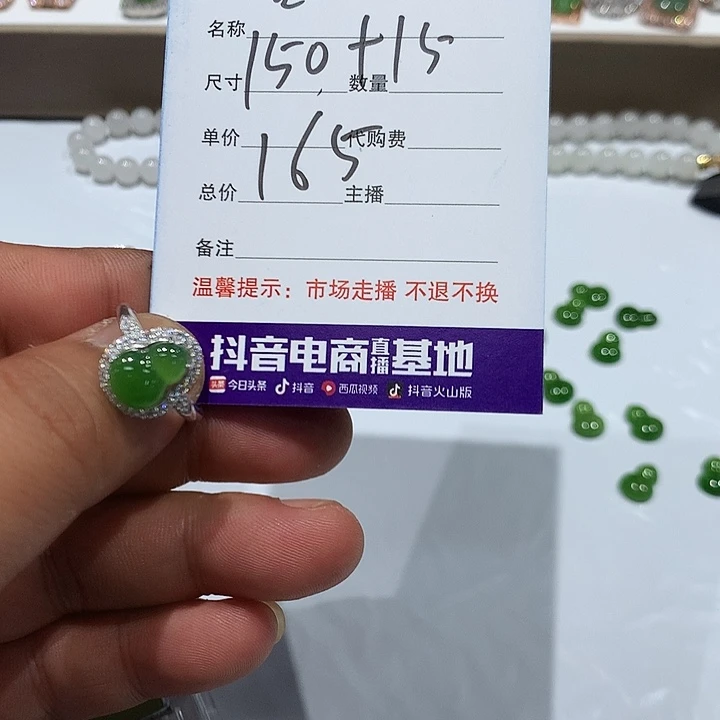 名称
150+15
尺寸 数量
165
单价 代购费
总价 主播
备注
温馨提示：市场走播 不退不换
抖音电商直播基地
头条 今日头条 抖音 西瓜视频 抖音火山版